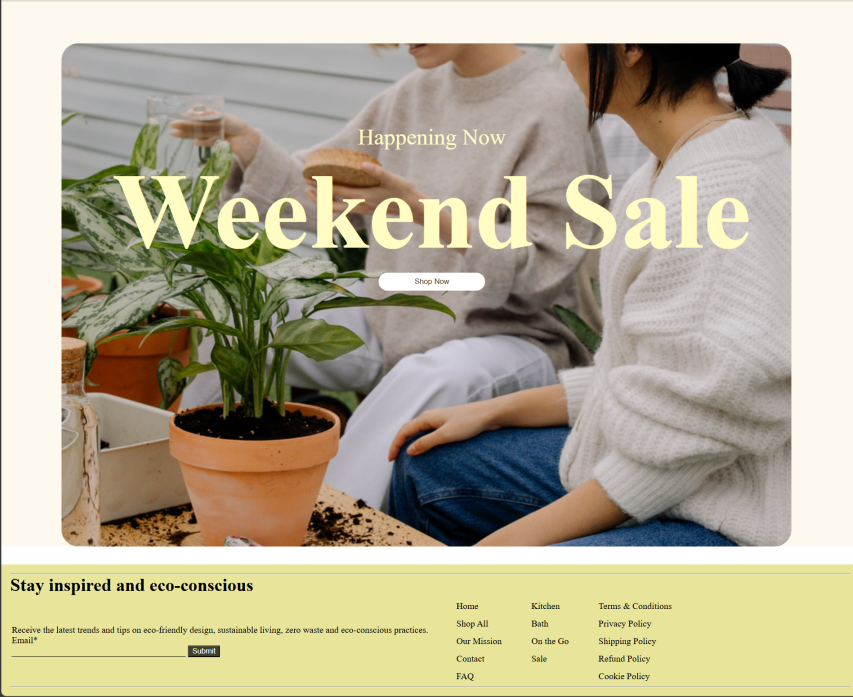 Happening Now
Weekend Sale
Shop Now
Stay inspired and eco-conscious
Receive the latest trends and tips on eco-friendly design, sustainable living, zero waste and eco-conscious practices.
Email*
Submit
Home
Shop All
Our Mission
Contact
FAQ
Kitchen
Bath
On the Go
Sale
Terms & Conditions
Privacy Policy
Shipping Policy
Refund Policy
Cookie Policy